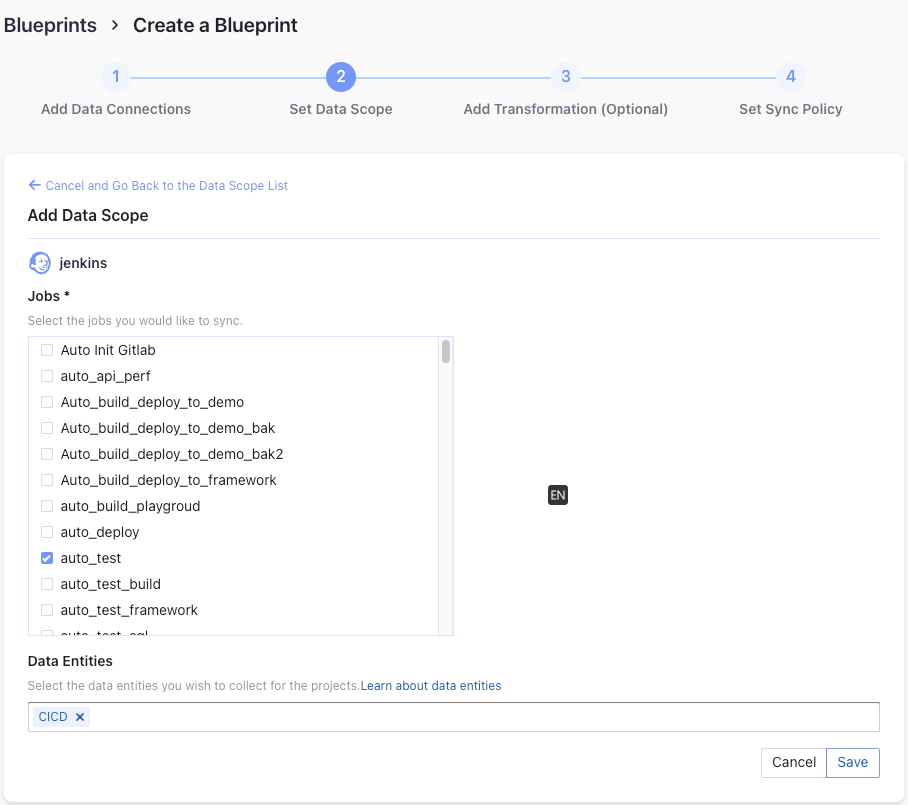 Blueprints > Create a Blueprint
1 2 3 4
Add Data Connections Set Data Scope Add Transformation (Optional) Set Sync Policy
← Cancel and Go Back to the Data Scope List
Add Data Scope
jenkins
Jobs *
Select the jobs you would like to sync.
Auto Init Gitlab
auto_api_perf
Auto_build_deploy_to_demo
Auto_build_deploy_to_demo_bak
Auto_build_deploy_to_demo_bak2
Auto_build_deploy_to_framework
EN
auto_build_playgroud
auto_deploy
auto_test
auto_test_build
auto_test_framework
Data Entities
Select the data entities you wish to collect for the projects.Learn about data entities
CICD ×
Cancel Save